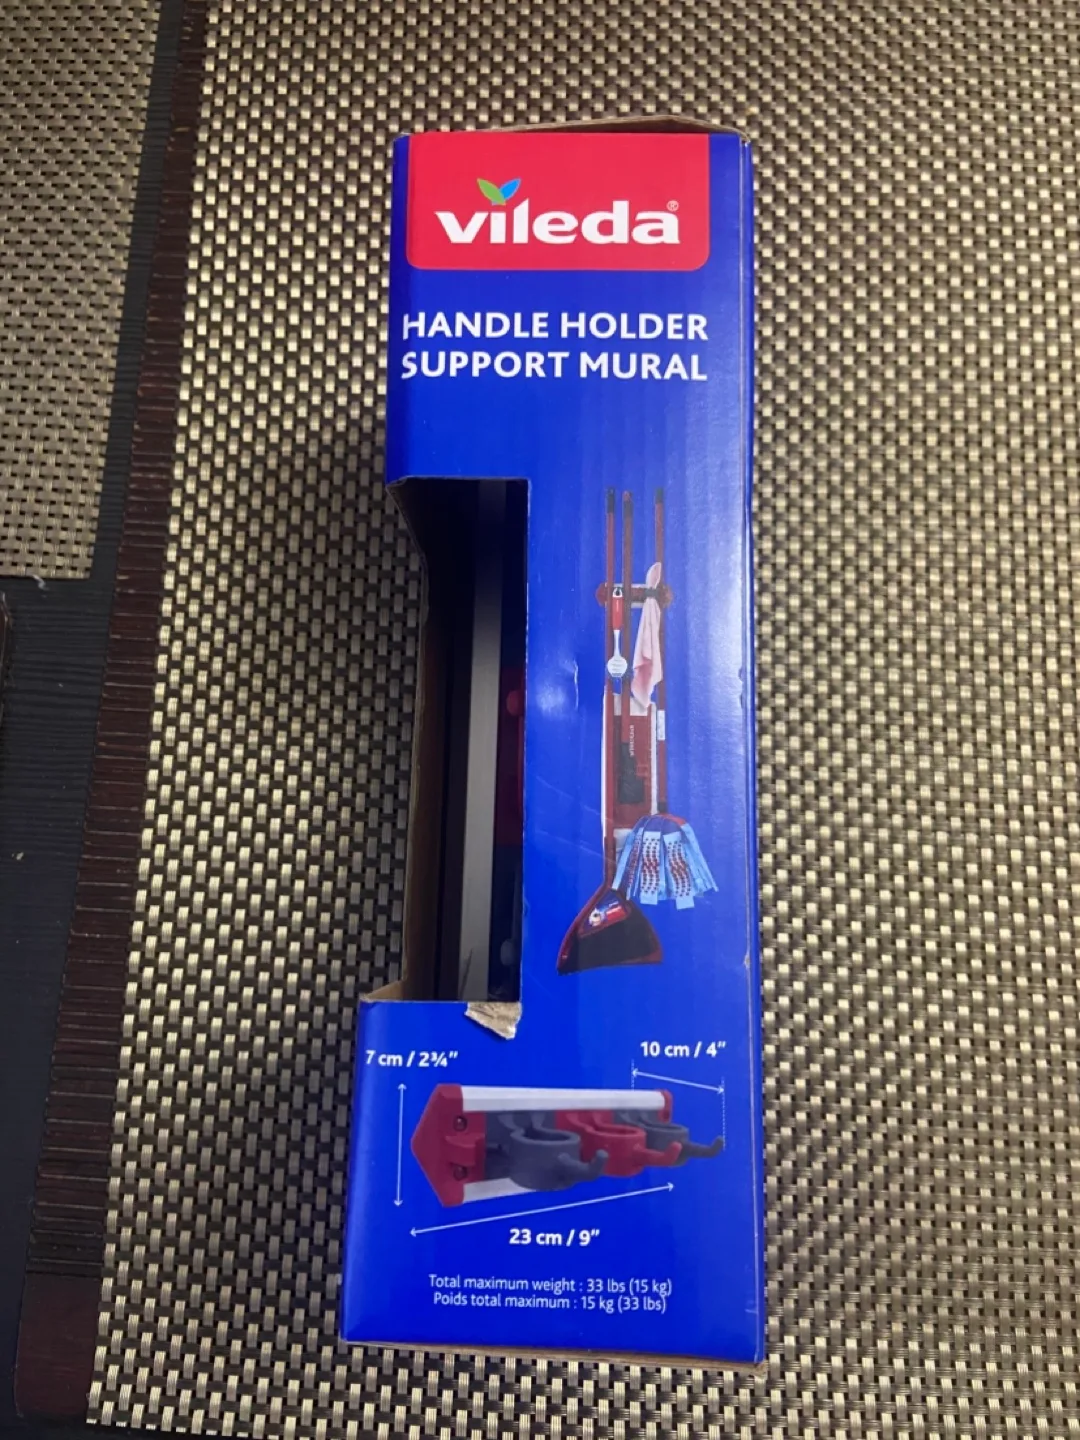 vileda®
HANDLE HOLDER
SUPPORT MURAL
7 cm / 2¾"
10 cm / 4"
23 cm / 9"
Total maximum weight : 33 lbs (15 kg)
Poids total maximum : 15 kg (33 lbs)